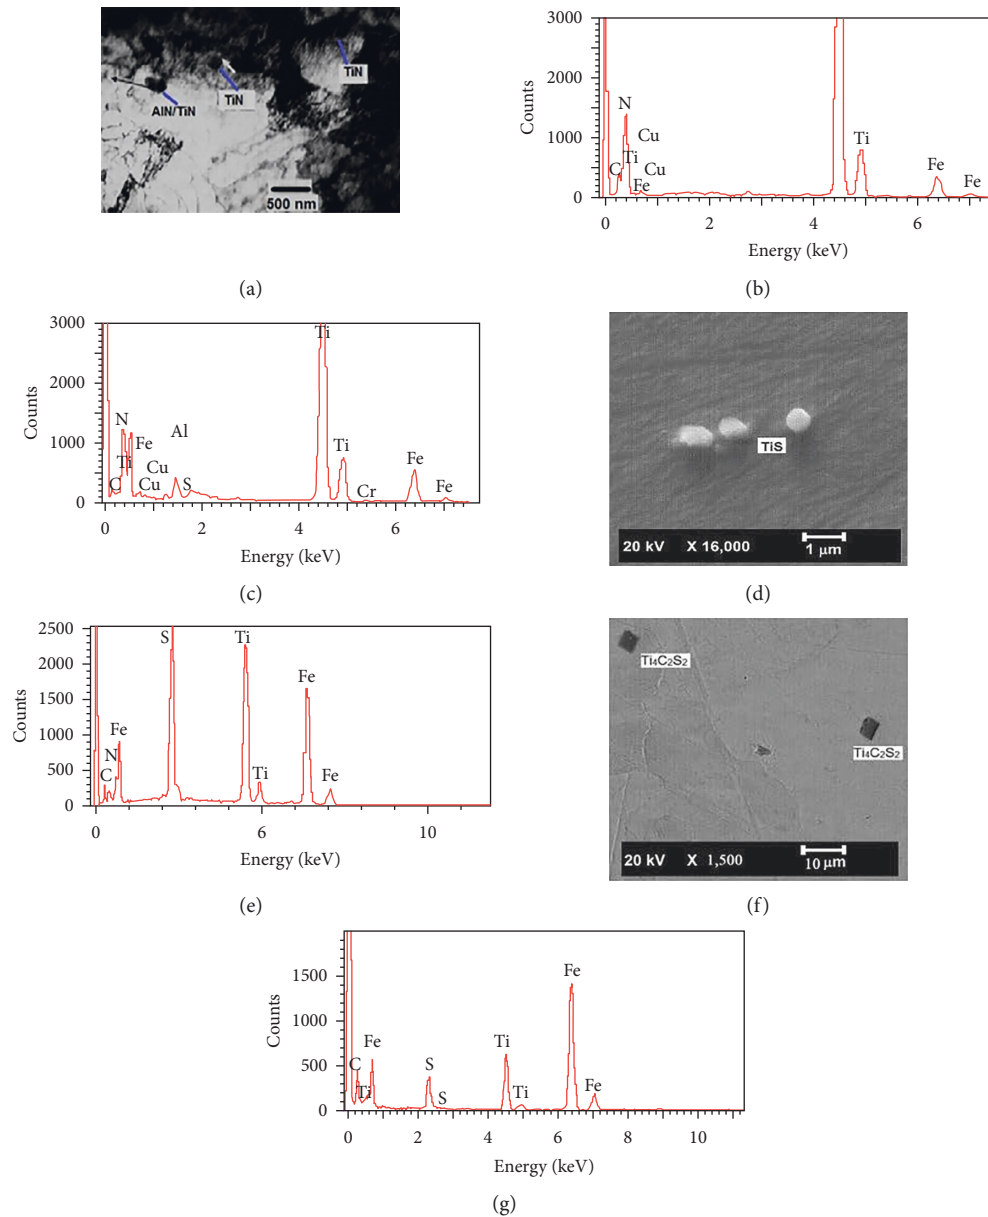 AlN/TiN
TiN
TiN
500 nm
(a)
3000
2000
1000
0
Counts
N
Cu
C
Ti
Cu
Fe
Ti
Fe
Fe
0
2
4
6
Energy (keV)
(b)
3000
2000
1000
0
Counts
N
Ti
C
Fe
Cu
Cu
Al
S
Ti
Ti
Cr
Fe
Fe
0
2
4
6
Energy (keV)
(c)
TiS
20 kV X 16,000 1 μm
(d)
2500
2000
1500
1000
500
0
Counts
C
N
Fe
S
Ti
Ti
Fe
Fe
0
6
10
Energy (keV)
(e)
Ti4C2S2
Ti4C2S2
20 kV X 1,500 10 μm
(f)
1500
1000
500
0
Counts
C
Ti
Fe
S
S
Ti
Ti
Fe
Fe
0
2
4
6
8
10
Energy (keV)
(g)